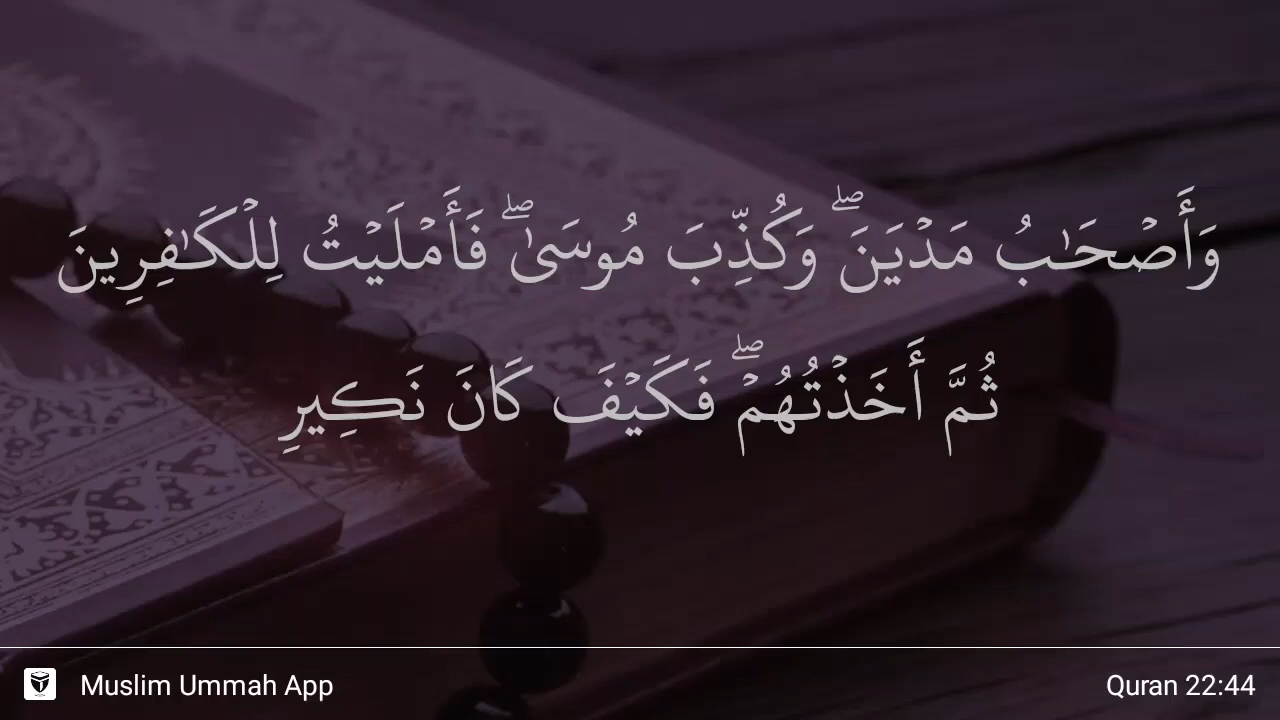 وَأَصۡحَٰبُ مَدۡيَنَۖ وَكُذِّبَ مُوسَىٰۖ فَأَمۡلَيۡتُ لِلۡكَٰفِرِينَ
ثُمَّ أَخَذۡتُهُمۡۖ فَكَيۡفَ كَانَ نَكِيرِ
Muslim Ummah App
Quran 22:44